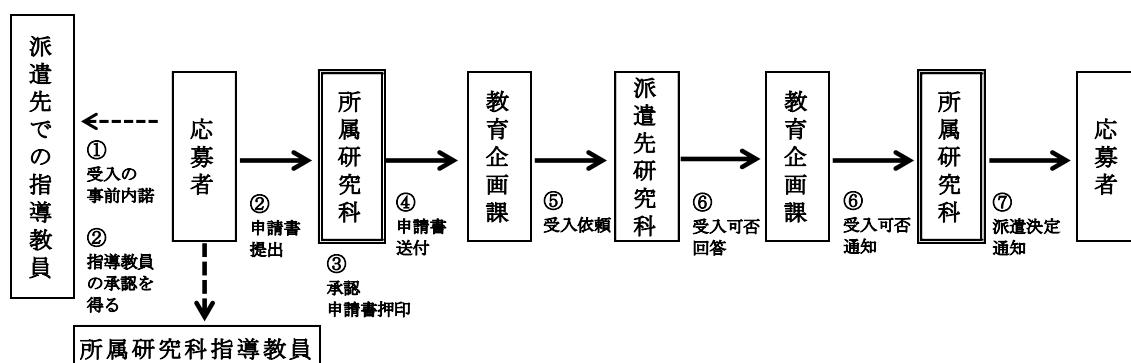 派遣先での指導教員
応募者
所属研究科
教育企画課
派遣先研究科
教育企画課
所属研究科
応募者
①
受入の
事前内諾
②
指導教員
の承認を
得る
②
申請書
提出
③
承認
申請書押印
④
申請書
送付
⑤
受入依頼
⑥
受入可否
回答
⑥
受入可否
通知
⑦
派遣決定
通知
所属研究科指導教員